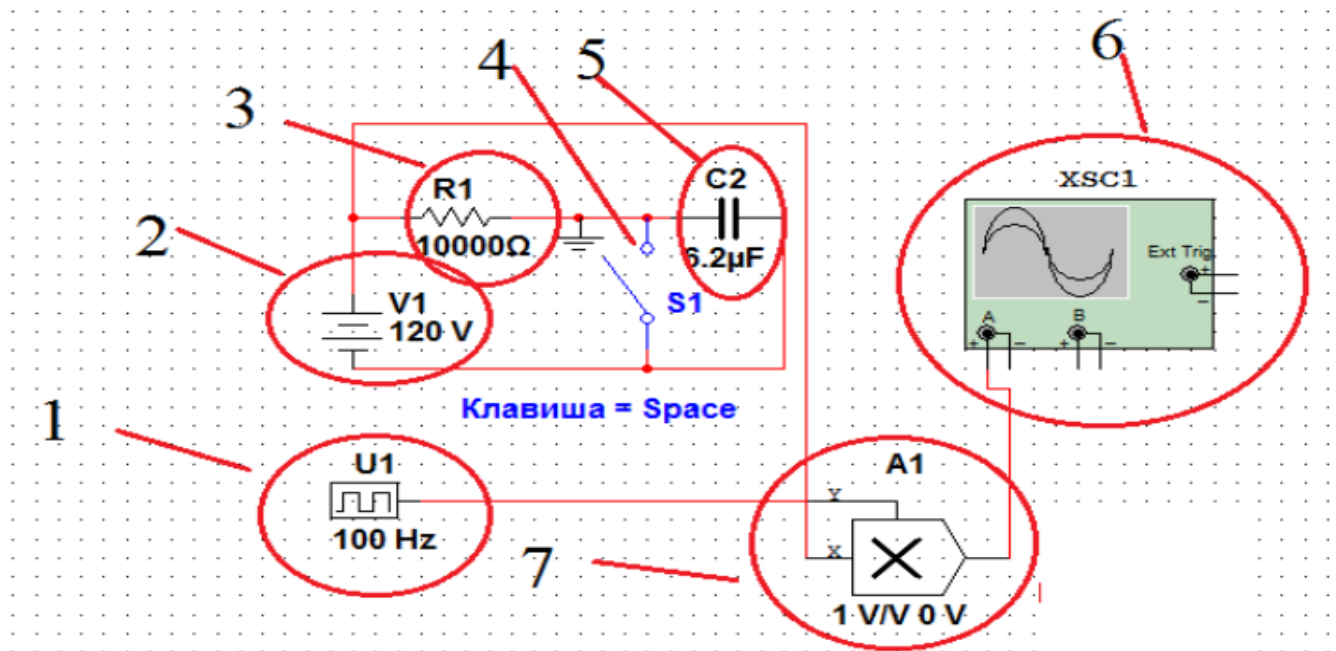 6
4
5
3
C2
XSC1
R1
2
10000Ω
6.2µF
Ext Trig.
+
−
V1
S1
120 V
A
B
+
−
+
−
1
Клавиша = Space
U1
A1
Y
100 Hz
7
X
1 V/V 0 V